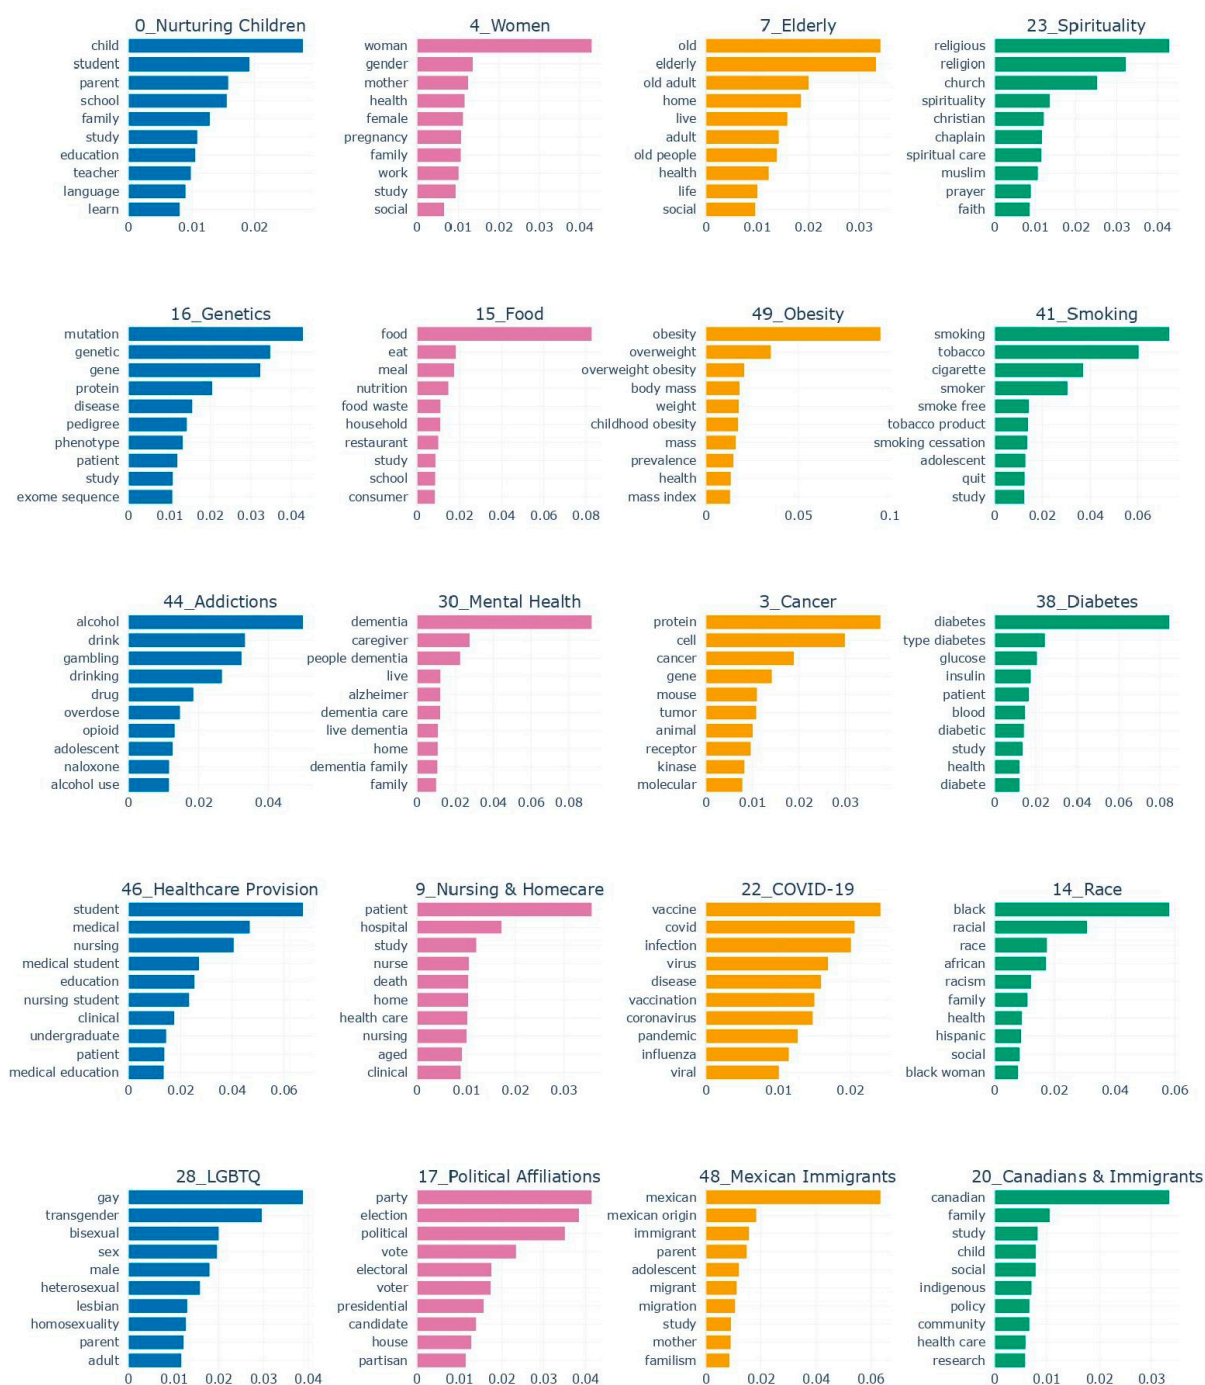 0_Nurturing Children
child
student
parent
school
family
study
education
teacher
language
learn
0 0.01 0.02
4_Women
woman
gender
mother
health
female
pregnancy
family
work
study
social
0 0.01 0.02 0.03 0.04
7_Elderly
old
elderly
old adult
home
live
adult
old people
health
life
social
0 0.01 0.02 0.03
23_Spirituality
religious
religion
church
spirituality
christian
chaplain
spiritual care
muslim
prayer
faith
0 0.01 0.02 0.03 0.04
16_Genetics
mutation
genetic
gene
protein
disease
pedigree
phenotype
patient
study
exome sequence
0 0.01 0.02 0.03 0.04
15_Food
food
eat
meal
nutrition
food waste
household
restaurant
study
school
consumer
0 0.02 0.04 0.06 0.08
49_Obesity
obesity
overweight
overweight obesity
body mass
weight
childhood obesity
mass
prevalence
health
mass index
0 0.05 0.1
41_Smoking
smoking
tobacco
cigarette
smoker
smoke free
tobacco product
smoking cessation
adolescent
quit
study
0 0.02 0.04 0.06
44_Addictions
alcohol
drink
gambling
drinking
drug
overdose
opioid
adolescent
naloxone
alcohol use
0 0.02 0.04
30_Mental Health
dementia
caregiver
people dementia
live
alzheimer
dementia care
live dementia
home
dementia family
family
0 0.02 0.04 0.06 0.08
3_Cancer
protein
cell
cancer
gene
mouse
tumor
animal
receptor
kinase
molecular
0 0.01 0.02 0.03
38_Diabetes
diabetes
type diabetes
glucose
insulin
patient
blood
diabetic
study
health
diabete
0 0.02 0.04 0.06 0.08
46_Healthcare Provision
student
medical
nursing
medical student
education
nursing student
clinical
undergraduate
patient
medical education
0 0.02 0.04 0.06
9_Nursing & Homecare
patient
hospital
study
nurse
death
home
health care
nursing
aged
clinical
0 0.01 0.02 0.03
22_COVID-19
vaccine
covid
infection
virus
disease
vaccination
coronavirus
pandemic
influenza
viral
0 0.01 0.02
14_Race
black
racial
race
african
racism
family
health
hispanic
social
black woman
0 0.02 0.04 0.06
28_LGBTQ
gay
transgender
bisexual
sex
male
heterosexual
lesbian
homosexuality
parent
adult
0 0.01 0.02 0.03 0.04
17_Political Affiliations
party
election
political
vote
electoral
voter
presidential
candidate
house
partisan
0 0.01 0.02 0.03 0.04
48_Mexican Immigrants
mexican
mexican origin
immigrant
parent
adolescent
migrant
migration
study
mother
familism
0 0.02 0.04 0.06
20_Canadians & Immigrants
canadian
family
study
child
social
indigenous
policy
community
health care
research
0 0.01 0.02 0.03